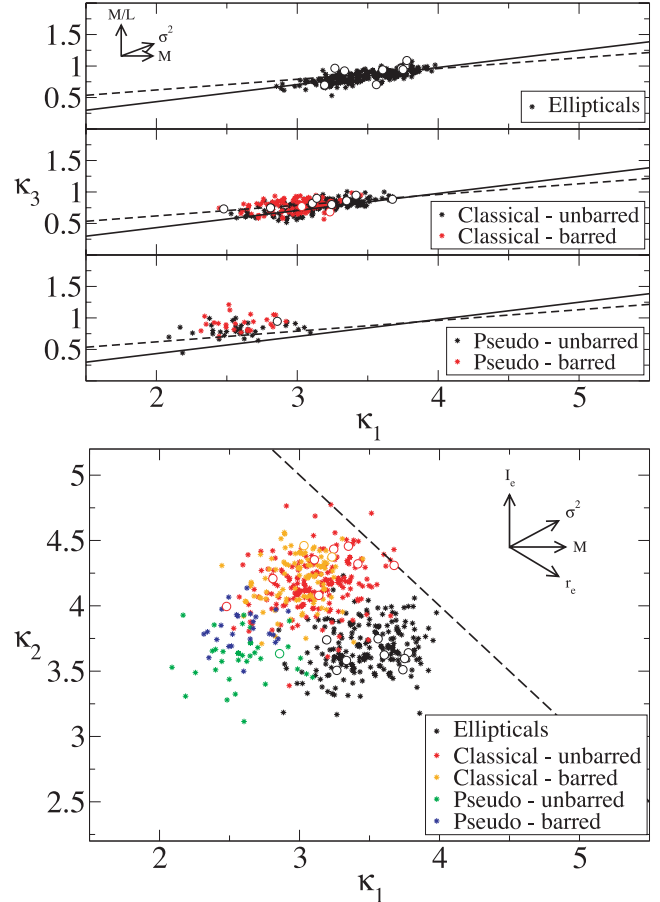 M/L
σ²
M
1.5
1
0.5
Ellipticals
κ₃
1.5
1
0.5
Classical - unbarred
Classical - barred
1.5
1
0.5
Pseudo - unbarred
Pseudo - barred
2 3 4 5
κ₁
5
4.5
4
3.5
3
2.5
κ₂
Iₑ
σ²
M
rₑ
Ellipticals
Classical - unbarred
Classical - barred
Pseudo - unbarred
Pseudo - barred
2 3 4 5
κ₁